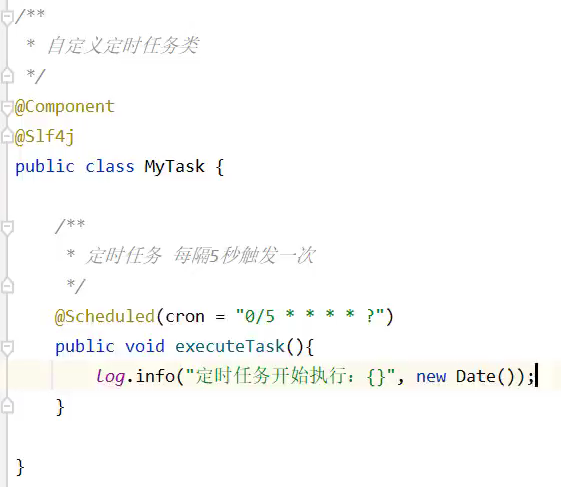 /**
 * 自定义定时任务类
 */
@Component
@Slf4j
public class MyTask {
/**
 * 定时任务 每隔5秒触发一次
 */
@Scheduled(cron = "0/5 * * * * ?")
public void executeTask(){
log.info("定时任务开始执行：{}", new Date());
}
}